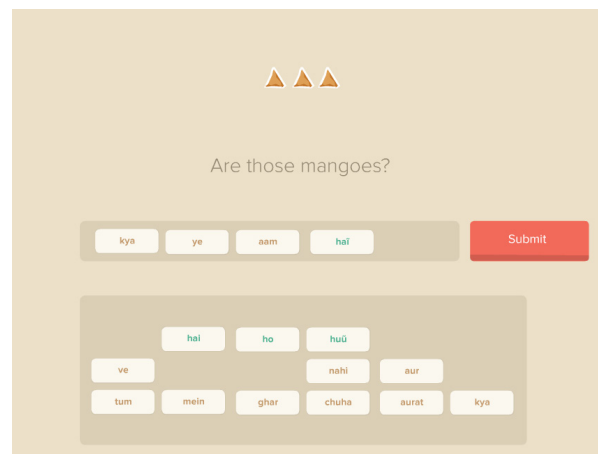 Are those mangoes?
kya ye aam haĩ Submit
hai ho huũ
ve nahi aur
tum mein ghar chuha aurat kya